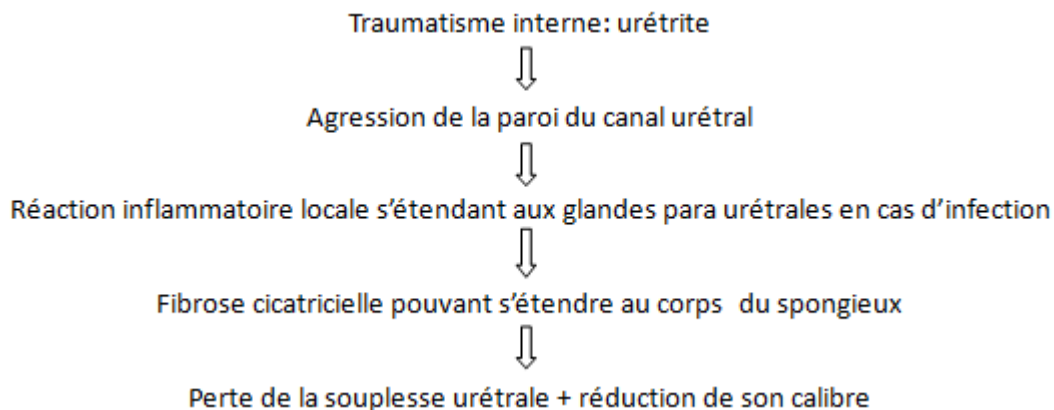 Traumatisme interne: urétrite
Agression de la paroi du canal urétral
Réaction inflammatoire locale s’étendant aux glandes para urétrales en cas d’infection
Fibrose cicatricielle pouvant s’étendre au corps du spongieux
Perte de la souplesse urétrale + réduction de son calibre